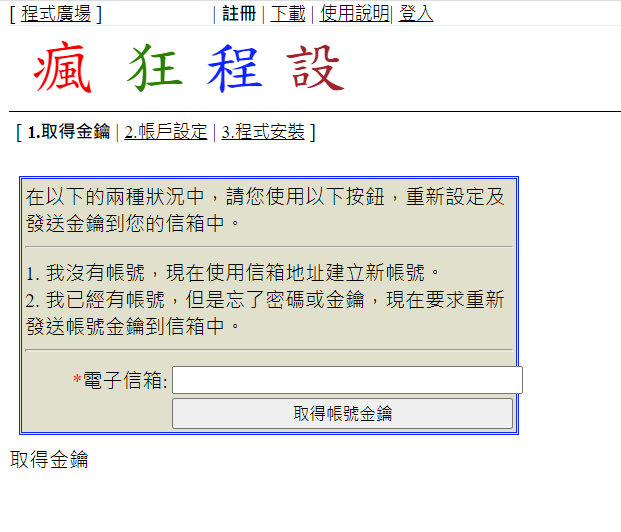 [ 程式廣場 ] | 註冊 | 下載 | 使用說明| 登入
瘋 狂 程 設
[ 1.取得金鑰 | 2.帳戶設定 | 3.程式安裝 ]
在以下的兩種狀況中，請您使用以下按鈕，重新設定及
發送金鑰到您的信箱中。
1. 我沒有帳號，現在使用信箱地址建立新帳號。
2. 我已經有帳號，但是忘了密碼或金鑰，現在要求重新
發送帳號金鑰到信箱中。
*電子信箱:
取得帳號金鑰
取得金鑰